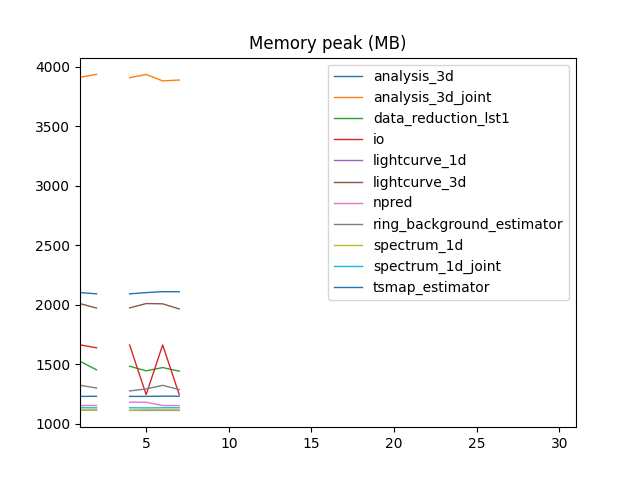 Memory peak (MB)
4000
3500
3000
2500
2000
1500
1000
5
10
15
20
25
30
analysis_3d
analysis_3d_joint
data_reduction_lst1
io
lightcurve_1d
lightcurve_3d
npred
ring_background_estimator
spectrum_1d
spectrum_1d_joint
tsmap_estimator